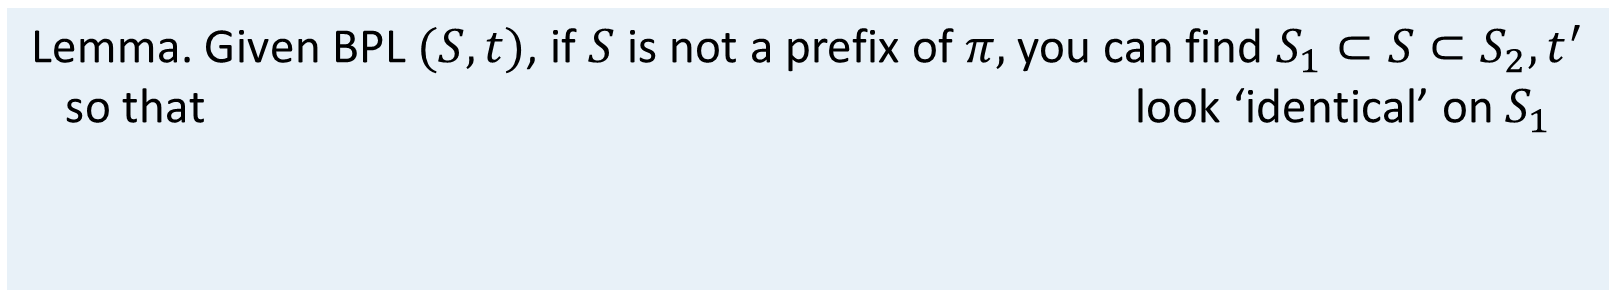 Lemma. Given BPL (S, t), if S is not a prefix of π, you can find S₁ ⊂ S ⊂ S₂, t′
so that look ‘identical’ on S₁